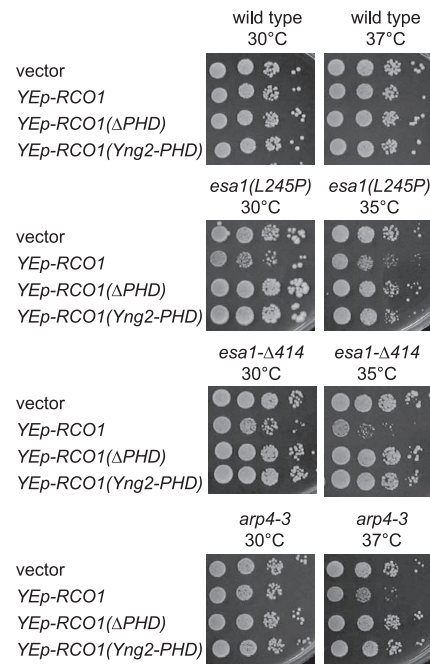 wild type wild type
30°C 37°C
vector
YEp-RCO1
YEp-RCO1(ΔPHD)
YEp-RCO1(Yng2-PHD)
esa1(L245P) esa1(L245P)
30°C 35°C
vector
YEp-RCO1
YEp-RCO1(ΔPHD)
YEp-RCO1(Yng2-PHD)
esa1-Δ414 esa1-Δ414
30°C 35°C
vector
YEp-RCO1
YEp-RCO1(ΔPHD)
YEp-RCO1(Yng2-PHD)
arp4-3 arp4-3
30°C 37°C
vector
YEp-RCO1
YEp-RCO1(ΔPHD)
YEp-RCO1(Yng2-PHD)